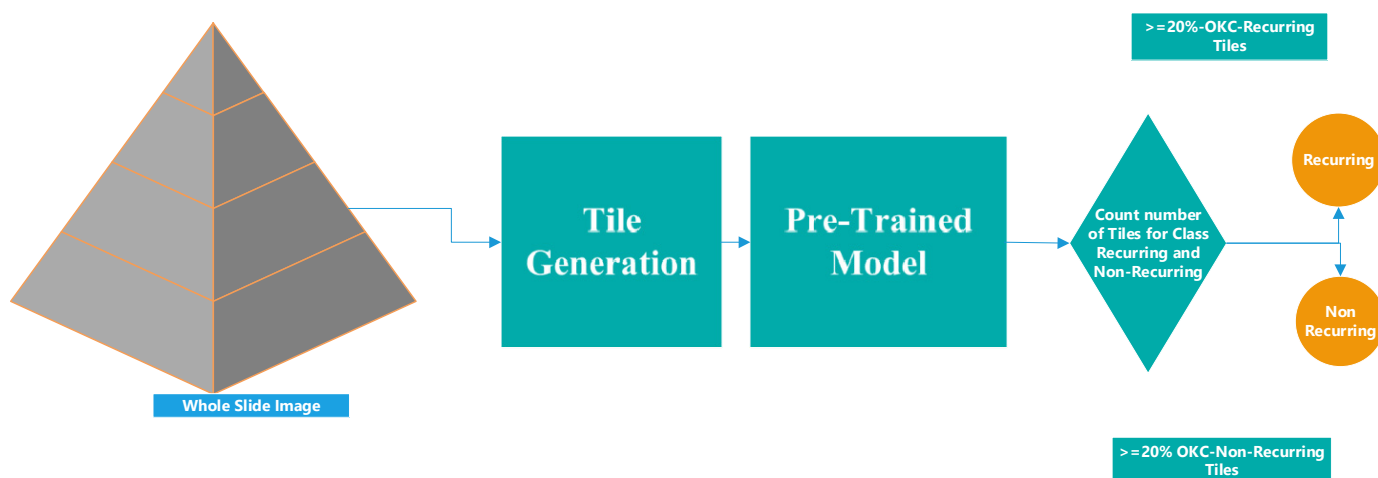 >=20%-OKC-Recurring
Tiles
Recurring
Tile
Generation
Pre-Trained
Model
Count number
of Tiles for Class
Recurring and
Non-Recurring
Non
Recurring
Whole Slide Image
>=20% OKC-Non-Recurring
Tiles